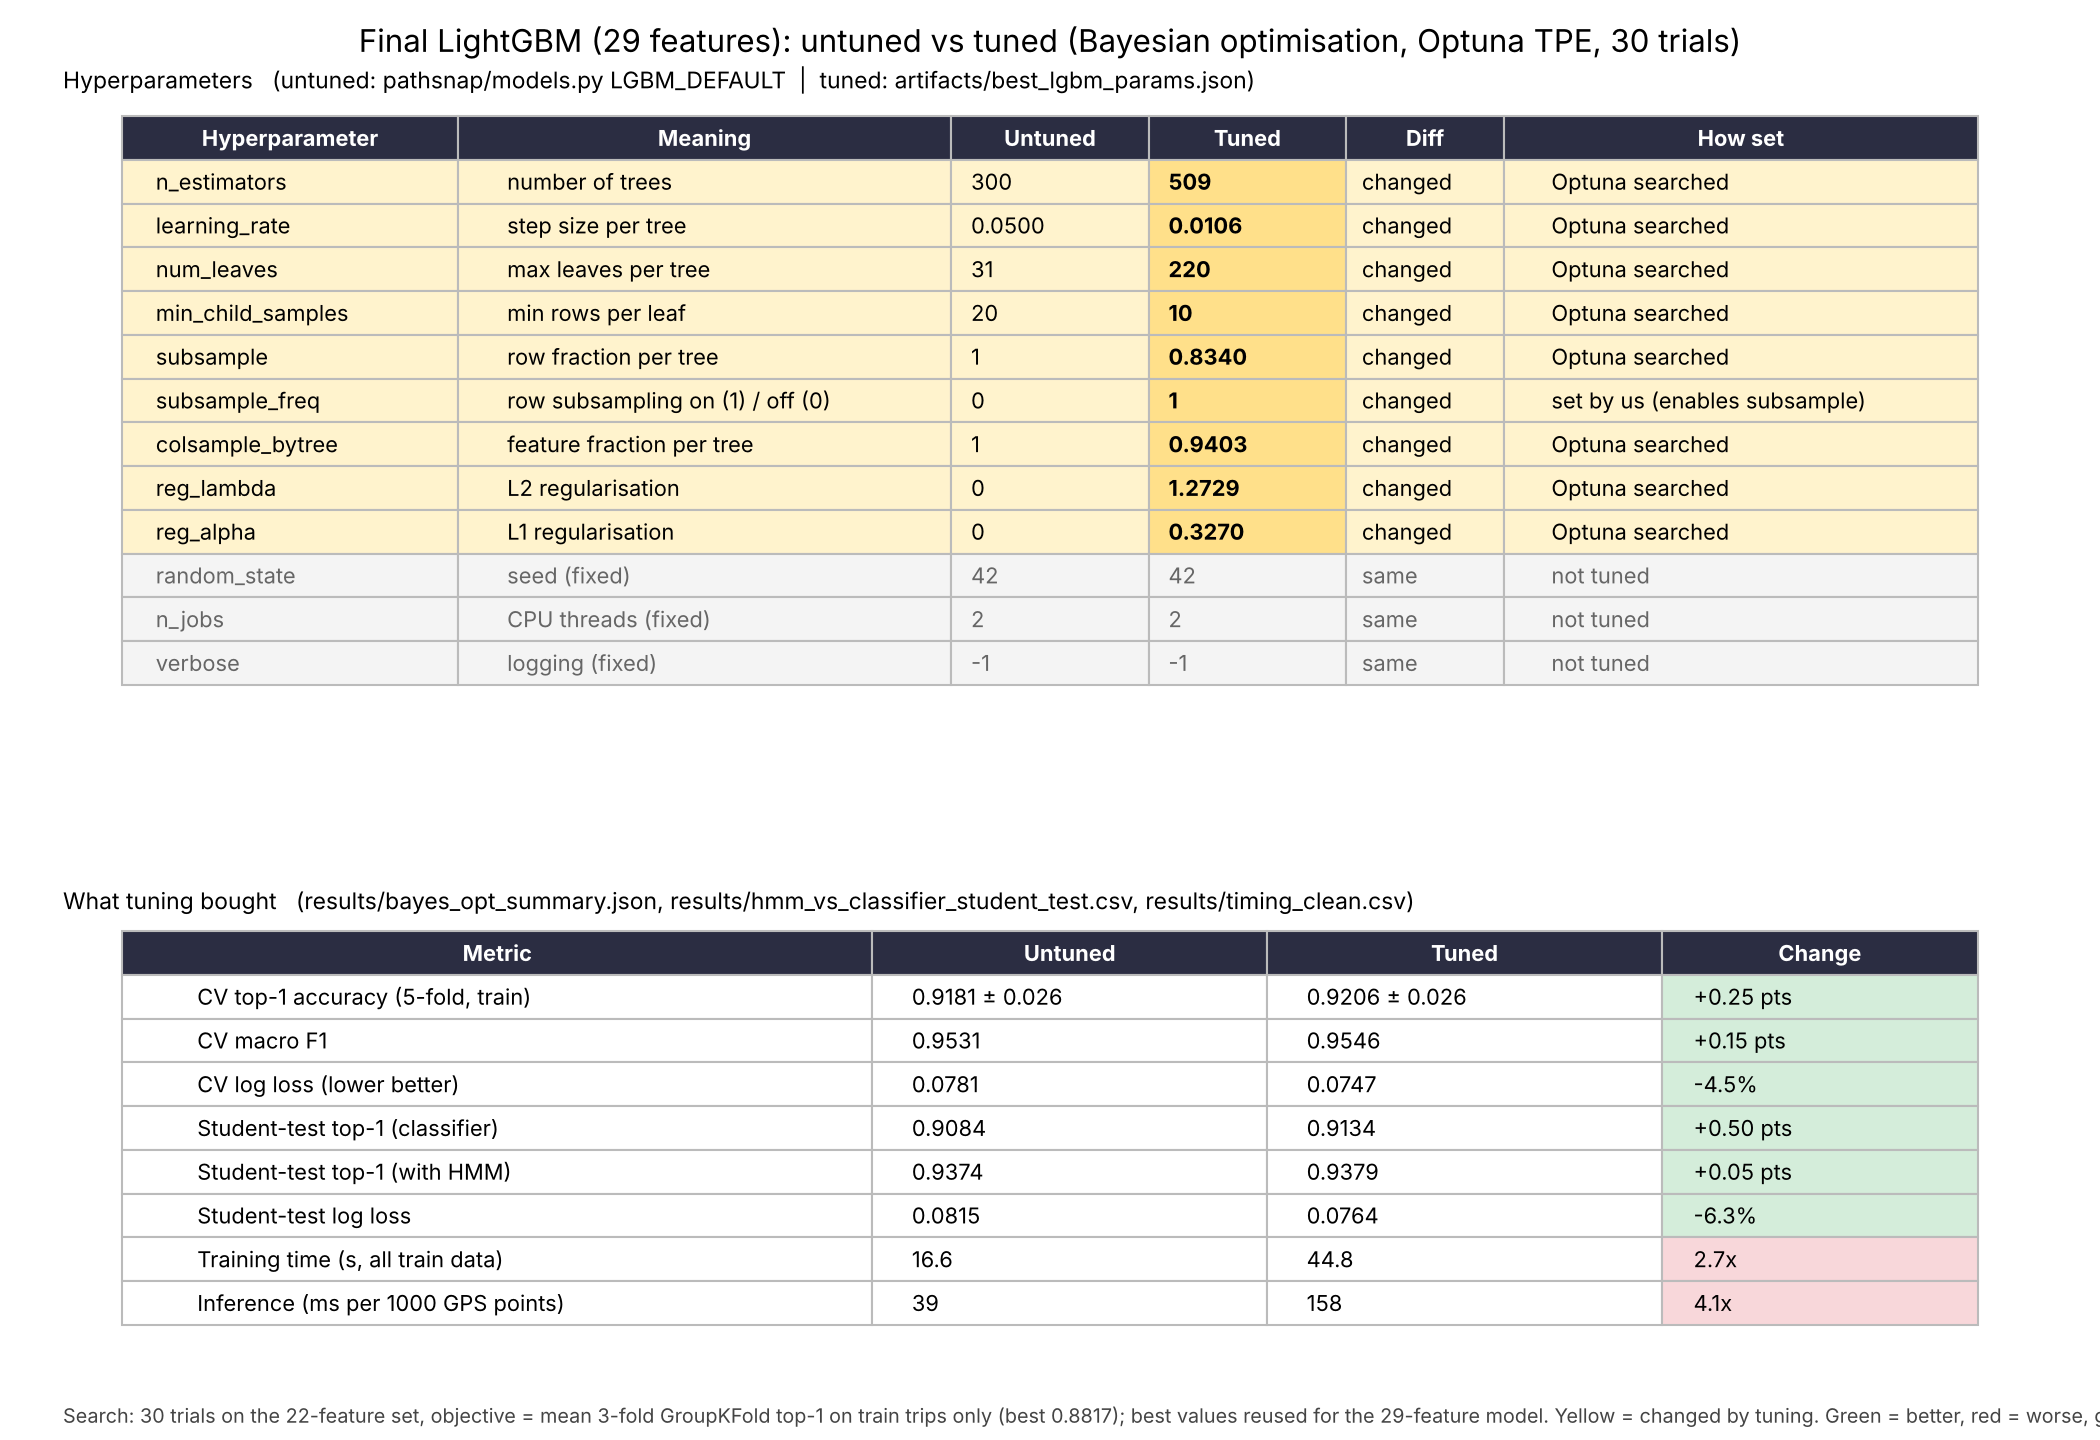 Final LightGBM (29 features): untuned vs tuned (Bayesian optimisation, Optuna TPE, 30 trials)
Hyperparameters (untuned: pathsnap/models.py LGBM_DEFAULT | tuned: artifacts/best_lgbm_params.json)
Hyperparameter Meaning Untuned Tuned Diff How set
n_estimators number of trees 300 509 changed Optuna searched
learning_rate step size per tree 0.0500 0.0106 changed Optuna searched
num_leaves max leaves per tree 31 220 changed Optuna searched
min_child_samples min rows per leaf 20 10 changed Optuna searched
subsample row fraction per tree 1 0.8340 changed Optuna searched
subsample_freq row subsampling on (1) / off (0) 0 1 changed set by us (enables subsample)
colsample_bytree feature fraction per tree 1 0.9403 changed Optuna searched
reg_lambda L2 regularisation 0 1.2729 changed Optuna searched
reg_alpha L1 regularisation 0 0.3270 changed Optuna searched
random_state seed (fixed) 42 42 same not tuned
n_jobs CPU threads (fixed) 2 2 same not tuned
verbose logging (fixed) -1 -1 same not tuned
What tuning bought (results/bayes_opt_summary.json, results/hmm_vs_classifier_student_test.csv, results/timing_clean.csv)
Metric Untuned Tuned Change
CV top-1 accuracy (5-fold, train) 0.9181 ± 0.026 0.9206 ± 0.026 +0.25 pts
CV macro F1 0.9531 0.9546 +0.15 pts
CV log loss (lower better) 0.0781 0.0747 -4.5%
Student-test top-1 (classifier) 0.9084 0.9134 +0.50 pts
Student-test top-1 (with HMM) 0.9374 0.9379 +0.05 pts
Student-test log loss 0.0815 0.0764 -6.3%
Training time (s, all train data) 16.6 44.8 2.7x
Inference (ms per 1000 GPS points) 39 158 4.1x
Search: 30 trials on the 22-feature set, objective = mean 3-fold GroupKFold top-1 on train trips only (best 0.8817); best values reused for the 29-feature model. Yellow = changed by tuning. Green = better, red = worse,